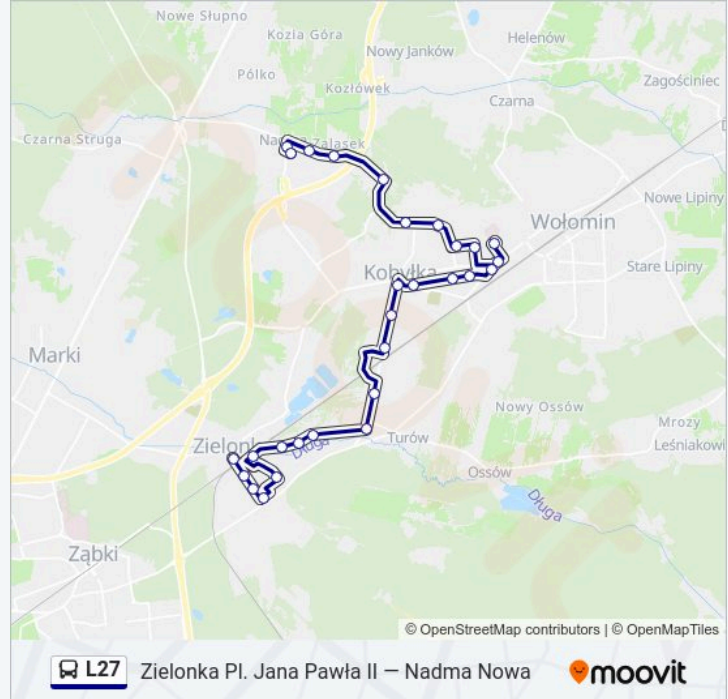 Nowe Słupno
Kozia Góra
Helenów
Nowy Janków
Pólko
Zagościniec
Kozłówek
Czarna
Czarna Struga
Zalasek
Nowe Lipiny
Wołomin
Stare Lipiny
Kobyłka
Marki
Nowy Ossów
Mrozy
Leśniakowi
Turów
Długa
Ossów
Długa
Ząbki
© OpenStreetMap contributors | © OpenMapTiles
L27 Zielonka Pl. Jana Pawła II — Nadma Nowa moovit